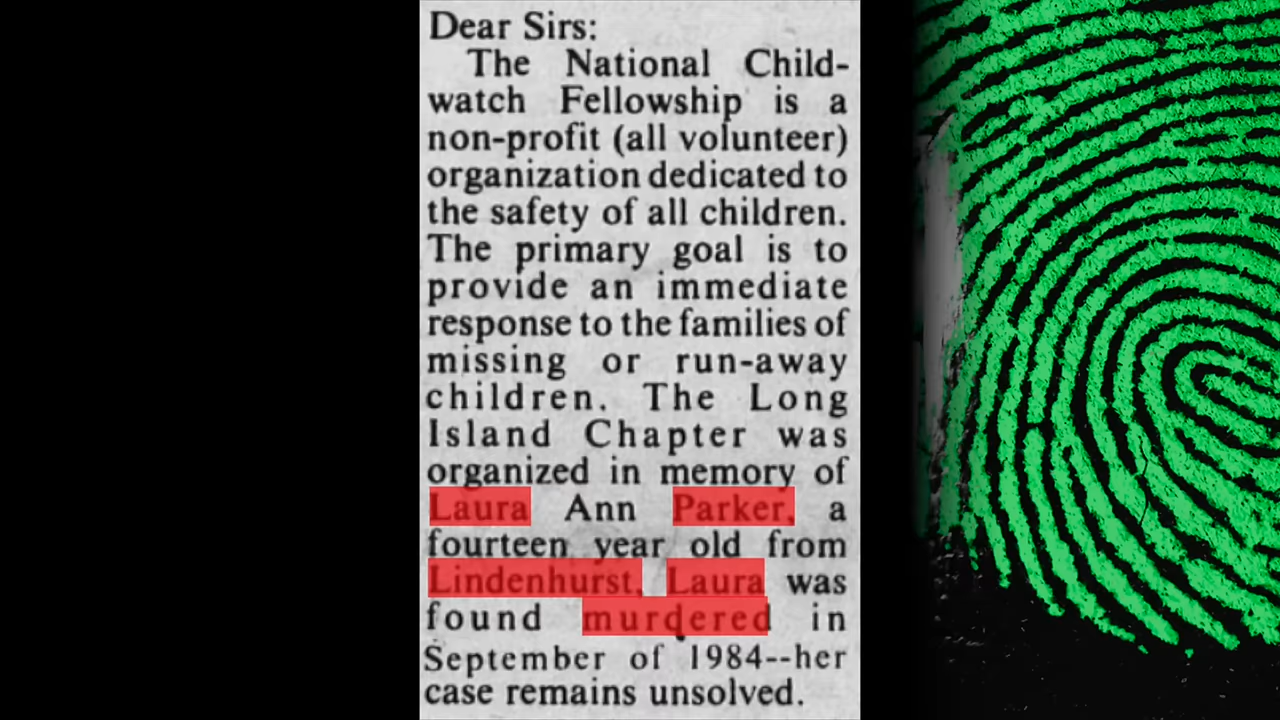 Dear Sirs:
The National Child-
watch Fellowship is a
non-profit (all volunteer)
organization dedicated to
the safety of all children.
The primary goal is to
provide an immediate
response to the families of
missing or run-away
children. The Long
Island Chapter was
organized in memory of
Laura Ann Parker, a
fourteen year old from
Lindenhurst, Laura was
found murdered in
September of 1984--her
case remains unsolved.